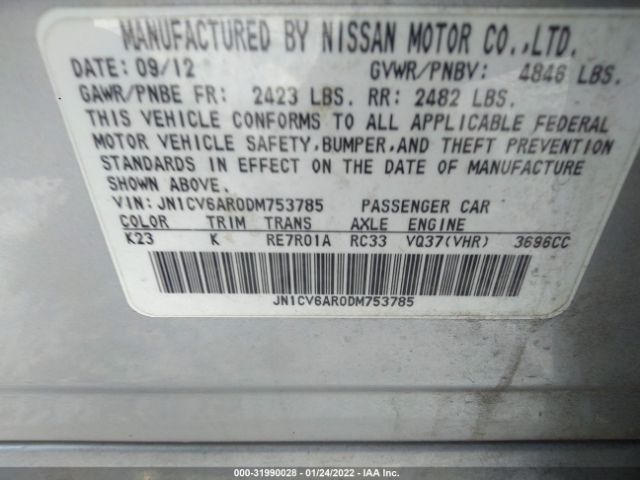 MANUFACTURED BY NISSAN MOTOR CO.,LTD.
DATE: 09/12 GVWR/PNBV: 4846 LBS.
GAWR/PNBE FR: 2423 LBS. RR: 2482 LBS.
THIS VEHICLE CONFORMS TO ALL APPLICABLE FEDERAL
MOTOR VEHICLE SAFETY,BUMPER,AND THEFT PREVENTION
STANDARDS IN EFFECT ON THE DATE OF MANUFACTURE
SHOWN ABOVE.
VIN: JN1CV6AR0DM753785 PASSENGER CAR
COLOR TRIM TRANS AXLE ENGINE
K23 K RE7R01A RC33 VQ37(VHR) 3696CC
JN1CV6AR0DM753785
000-31990028 - 01/24/2022 - IAA Inc.